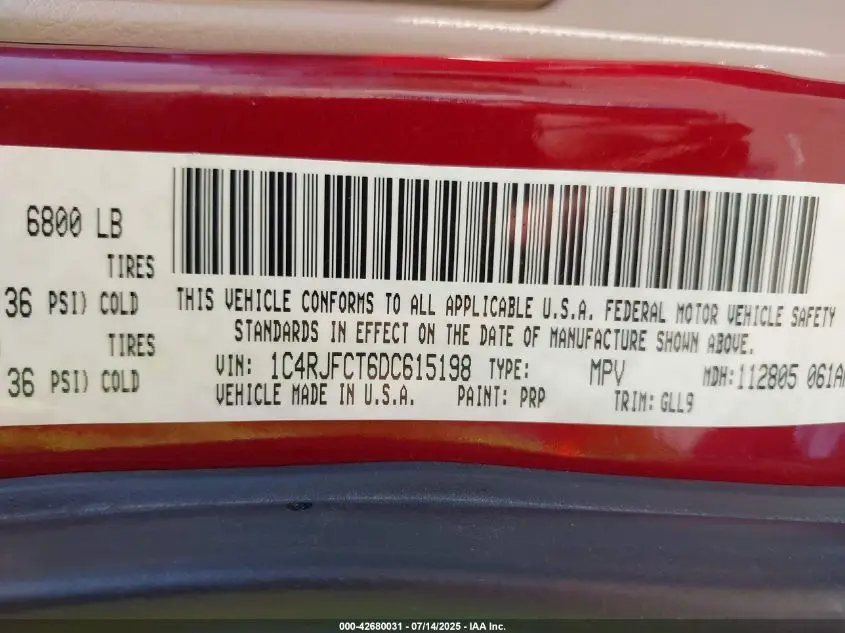 6800 LB
TIRES
36 PSI) COLD
TIRES
36 PSI) COLD
THIS VEHICLE CONFORMS TO ALL APPLICABLE U.S.A. FEDERAL MOTOR VEHICLE SAFETY
STANDARDS IN EFFECT ON THE DATE OF MANUFACTURE SHOWN ABOVE.
VIN: 1C4RJFCT6DC615198 TYPE: MPV MDH:112805 061A
VEHICLE MADE IN U.S.A. PAINT: PRP TRIM: GLL9
000-42680031 - 07/14/2025 - IAA Inc.